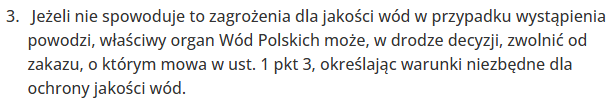 3. Jeżeli nie spowoduje to zagrożenia dla jakości wód w przypadku wystąpienia
powodzi, właściwy organ Wód Polskich może, w drodze decyzji, zwolnić od
zakazu, o którym mowa w ust. 1 pkt 3, określając warunki niezbędne dla
ochrony jakości wód.